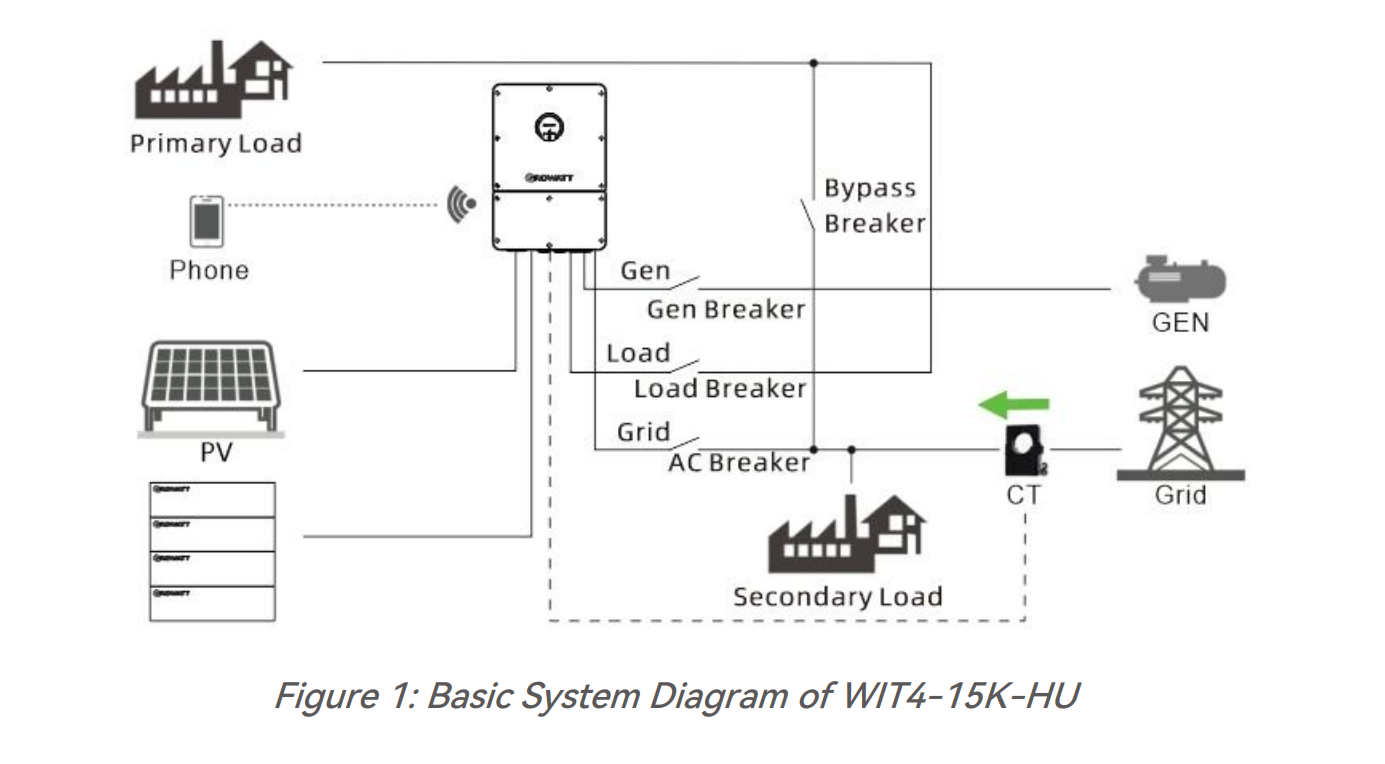 Primary Load
GROWATT
Bypass
Breaker
Phone
Gen
Gen Breaker
GEN
Load
Load Breaker
Grid
AC Breaker
PV
CT
Grid
GROWATT
GROWATT
GROWATT
GROWATT
Secondary Load
Figure 1: Basic System Diagram of WIT4-15K-HU